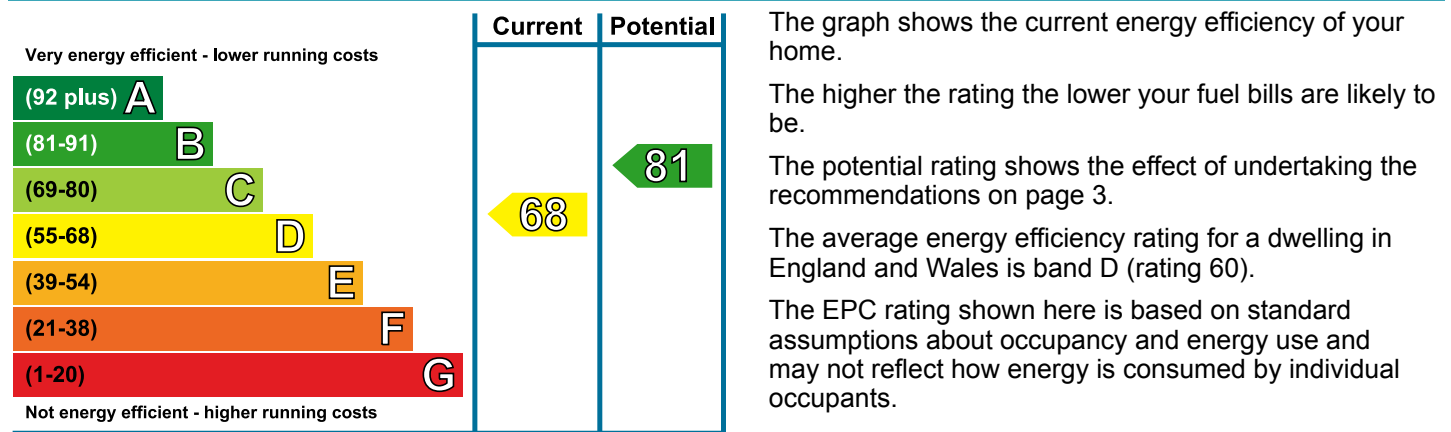 Current Potential
Very energy efficient - lower running costs
(92 plus) A
(81-91) B
(69-80) C
(55-68) D
(39-54) E
(21-38) F
(1-20) G
Not energy efficient - higher running costs
68
81
The graph shows the current energy efficiency of your
home.
The higher the rating the lower your fuel bills are likely to
be.
The potential rating shows the effect of undertaking the
recommendations on page 3.
The average energy efficiency rating for a dwelling in
England and Wales is band D (rating 60).
The EPC rating shown here is based on standard
assumptions about occupancy and energy use and
may not reflect how energy is consumed by individual
occupants.